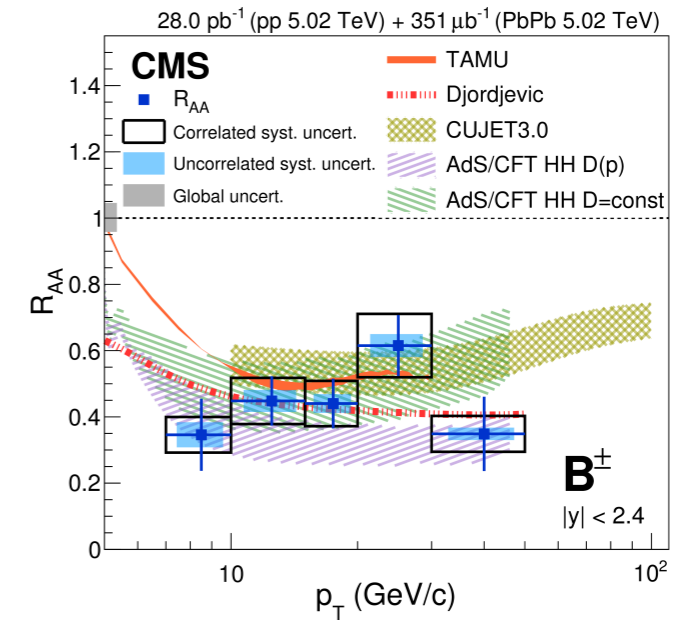 28.0 pb⁻¹ (pp 5.02 TeV) + 351 μb⁻¹ (PbPb 5.02 TeV)
CMS
R_AA
Correlated syst. uncert.
Uncorrelated syst. uncert.
Global uncert.
TAMU
Djordjevic
CUJET3.0
AdS/CFT HH D(p)
AdS/CFT HH D=const
R_AA
1.4
1.2
1
0.8
0.6
0.4
0.2
0
B±
|y| < 2.4
10
10²
p_T (GeV/c)